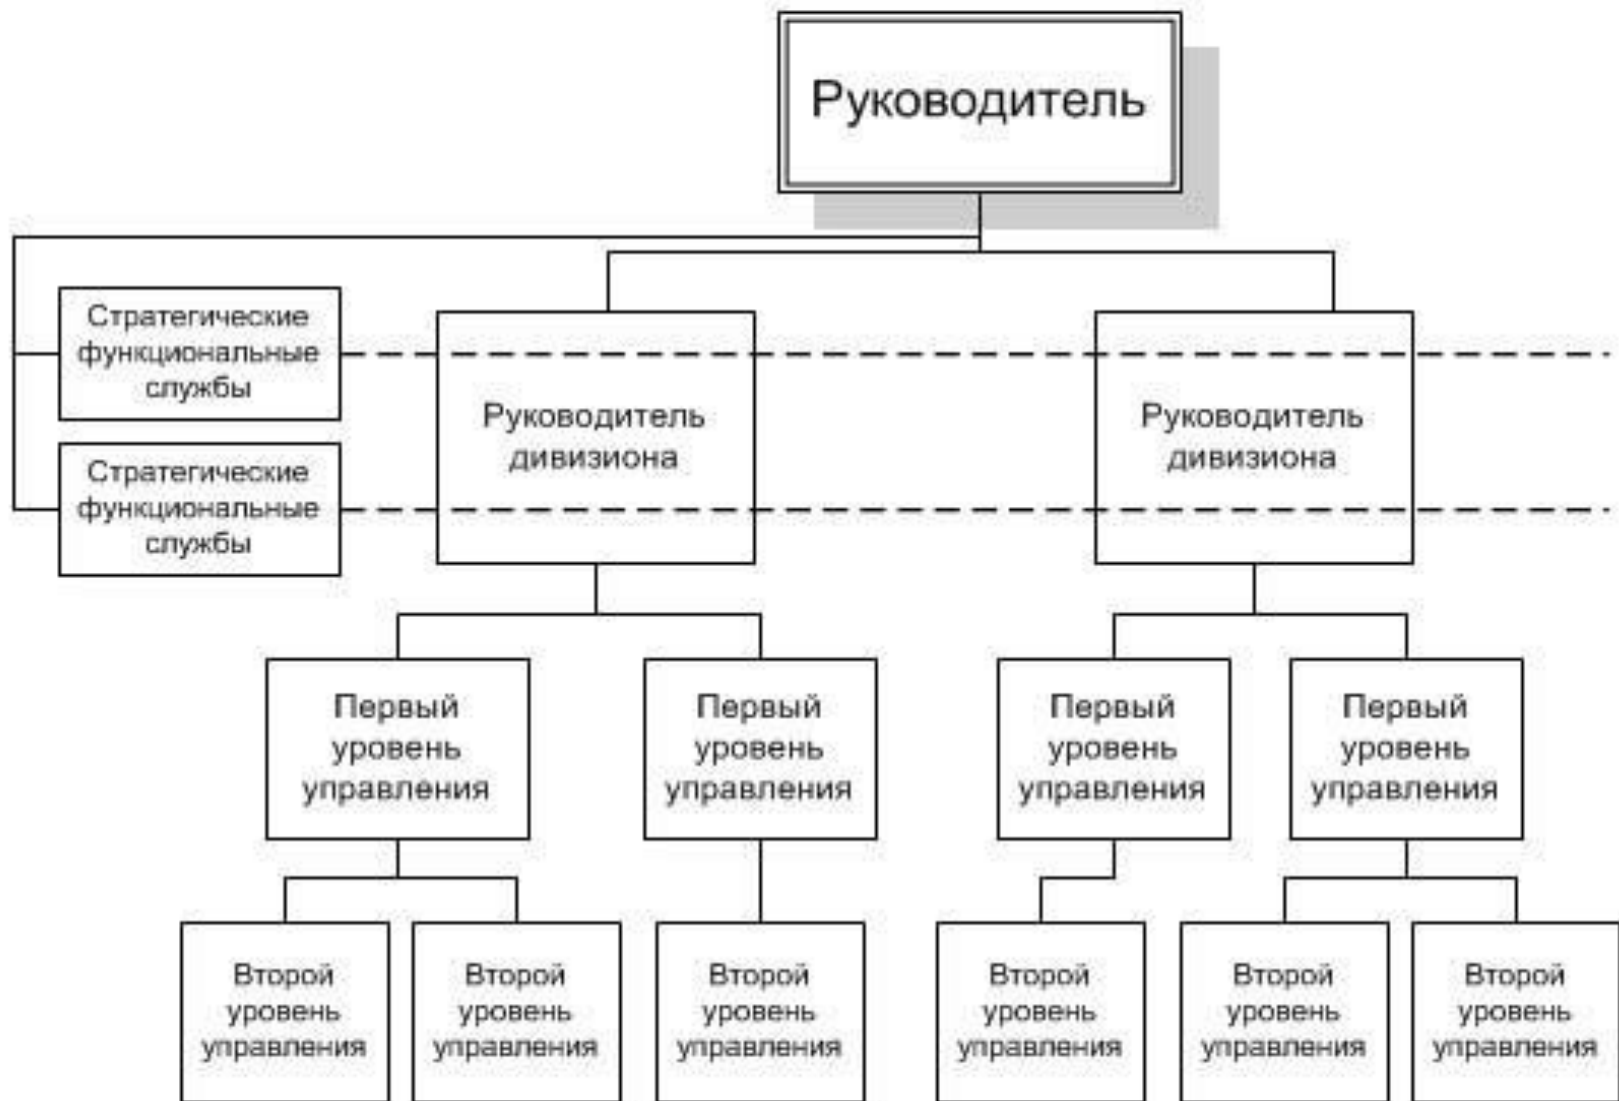 Руководитель
Стратегические
функциональные
службы
Стратегические
функциональные
службы
Руководитель
дивизиона
Руководитель
дивизиона
Первый
уровень
управления
Первый
уровень
управления
Первый
уровень
управления
Первый
уровень
управления
Второй
уровень
управления
Второй
уровень
управления
Второй
уровень
управления
Второй
уровень
управления
Второй
уровень
управления
Второй
уровень
управления